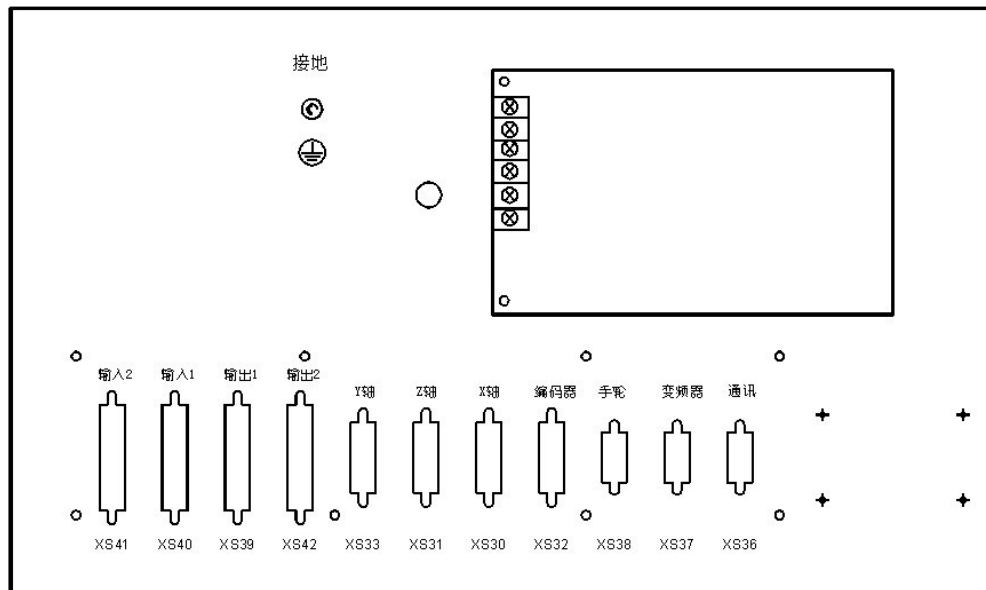 接地
输入2 输入1 输出1 输出2 Y轴 Z轴 X轴 编码器 手轮 变频器 通讯
XS41 XS40 XS39 XS42 XS33 XS31 XS30 XS32 XS38 XS37 XS36